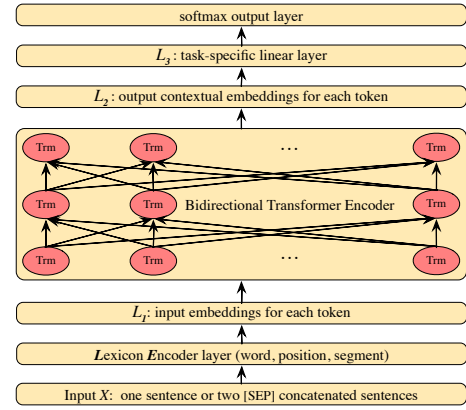 softmax output layer
L3 : task-specific linear layer
L2 : output contextual embeddings for each token
Trm Trm ... Trm
Trm Trm Bidirectional Transformer Encoder Trm
Trm Trm ... Trm
L1: input embeddings for each token
Lexicon Encoder layer (word, position, segment)
Input X: one sentence or two [SEP] concatenated sentences